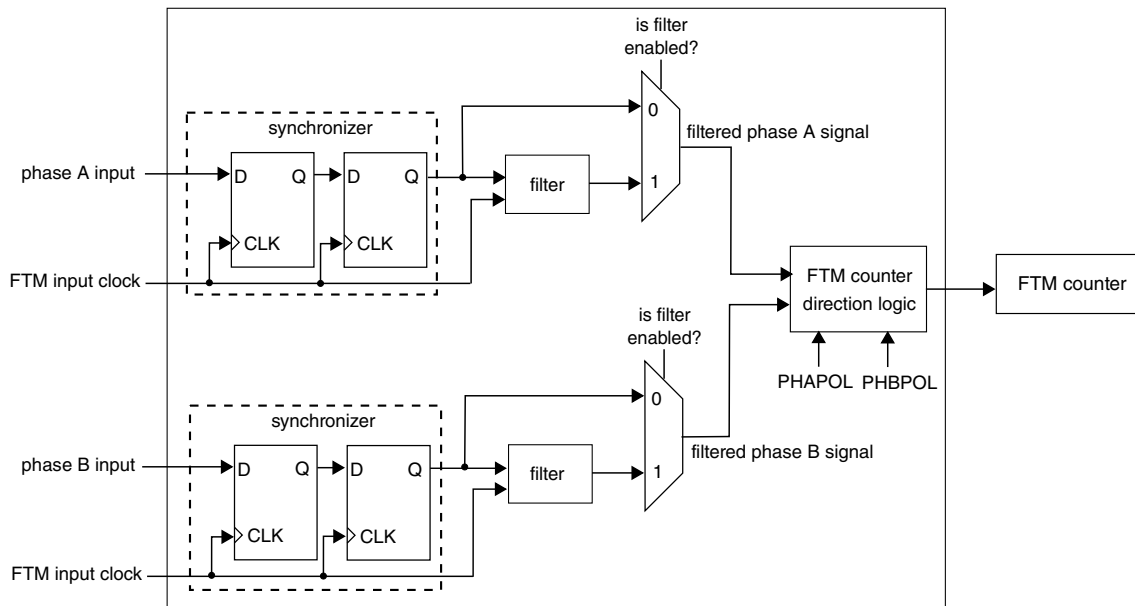 is filter
enabled?
synchronizer
0
filtered phase A signal
phase A input
D Q D Q
filter
1
CLK CLK
FTM input clock
FTM counter
direction logic
FTM counter
is filter
enabled?
PHAPOL PHBPOL
synchronizer
0
filtered phase B signal
phase B input
D Q D Q
filter
1
CLK CLK
FTM input clock